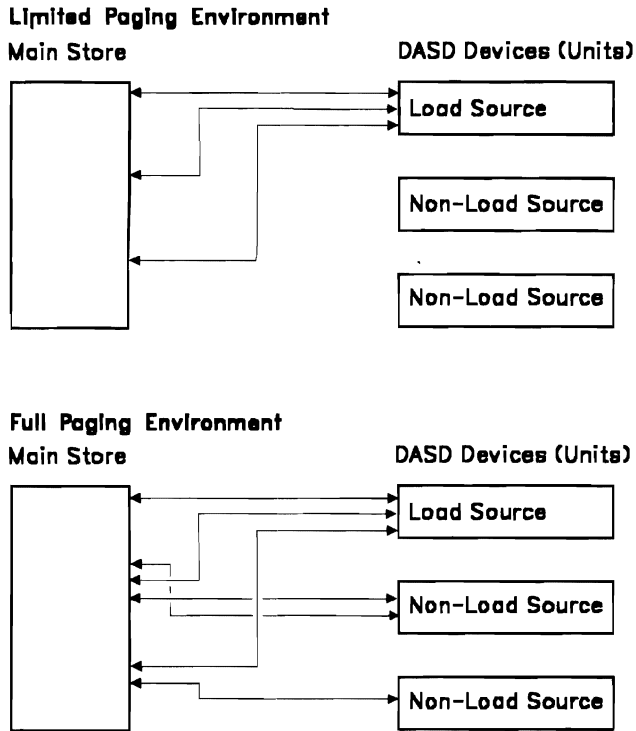 Limited Paging Environment
Main Store
DASD Devices (Units)
Load Source
Non-Load Source
Non-Load Source
Full Paging Environment
Main Store
DASD Devices (Units)
Load Source
Non-Load Source
Non-Load Source